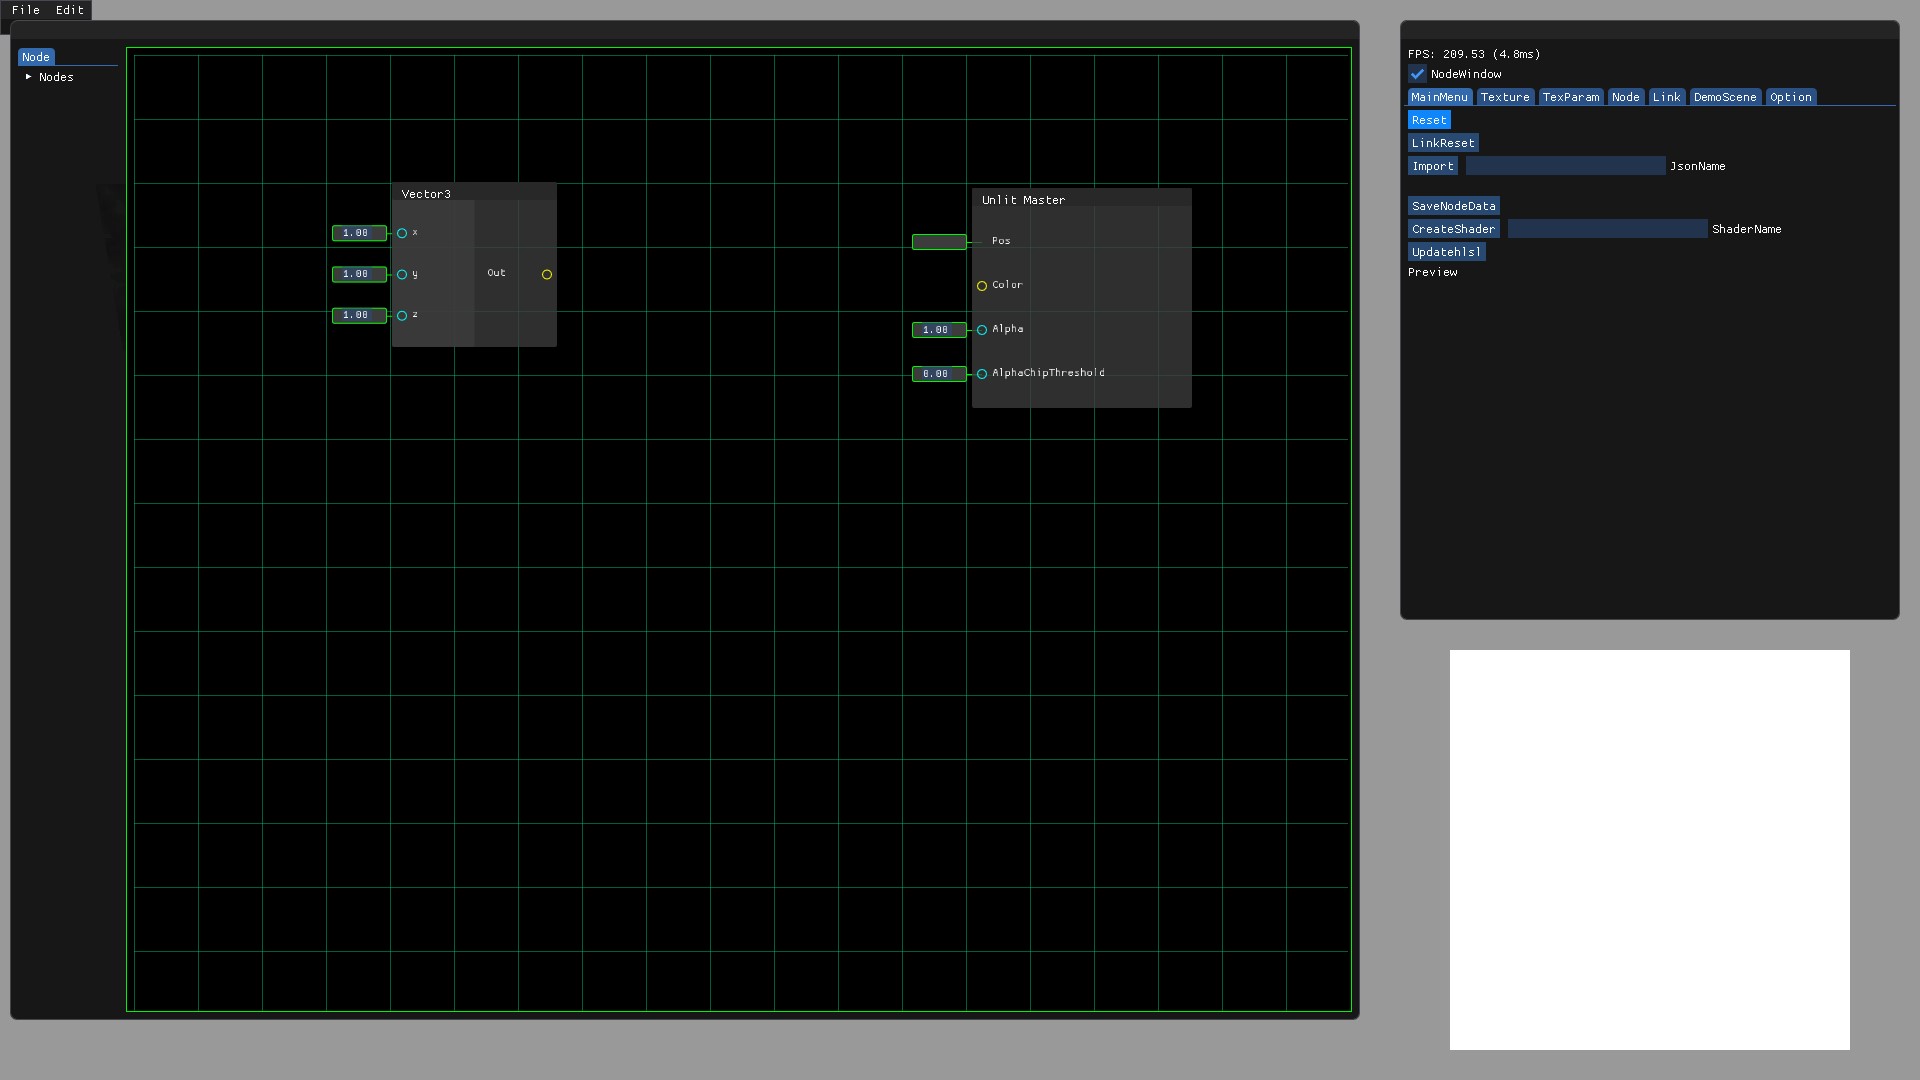 File Edit
Node
Nodes
Vector3
1.00 x
1.00 y Out
1.00 z
Unlit Master
Pos
Color
1.00 Alpha
0.00 AlphaChipThreshold
FPS: 209.53 (4.8ms)
NodeWindow
MainMenu Texture TexParam Node Link DemoScene Option
Reset
LinkReset
Import JsonName
SaveNodeData
CreateShader ShaderName
Updatehlsl
Preview